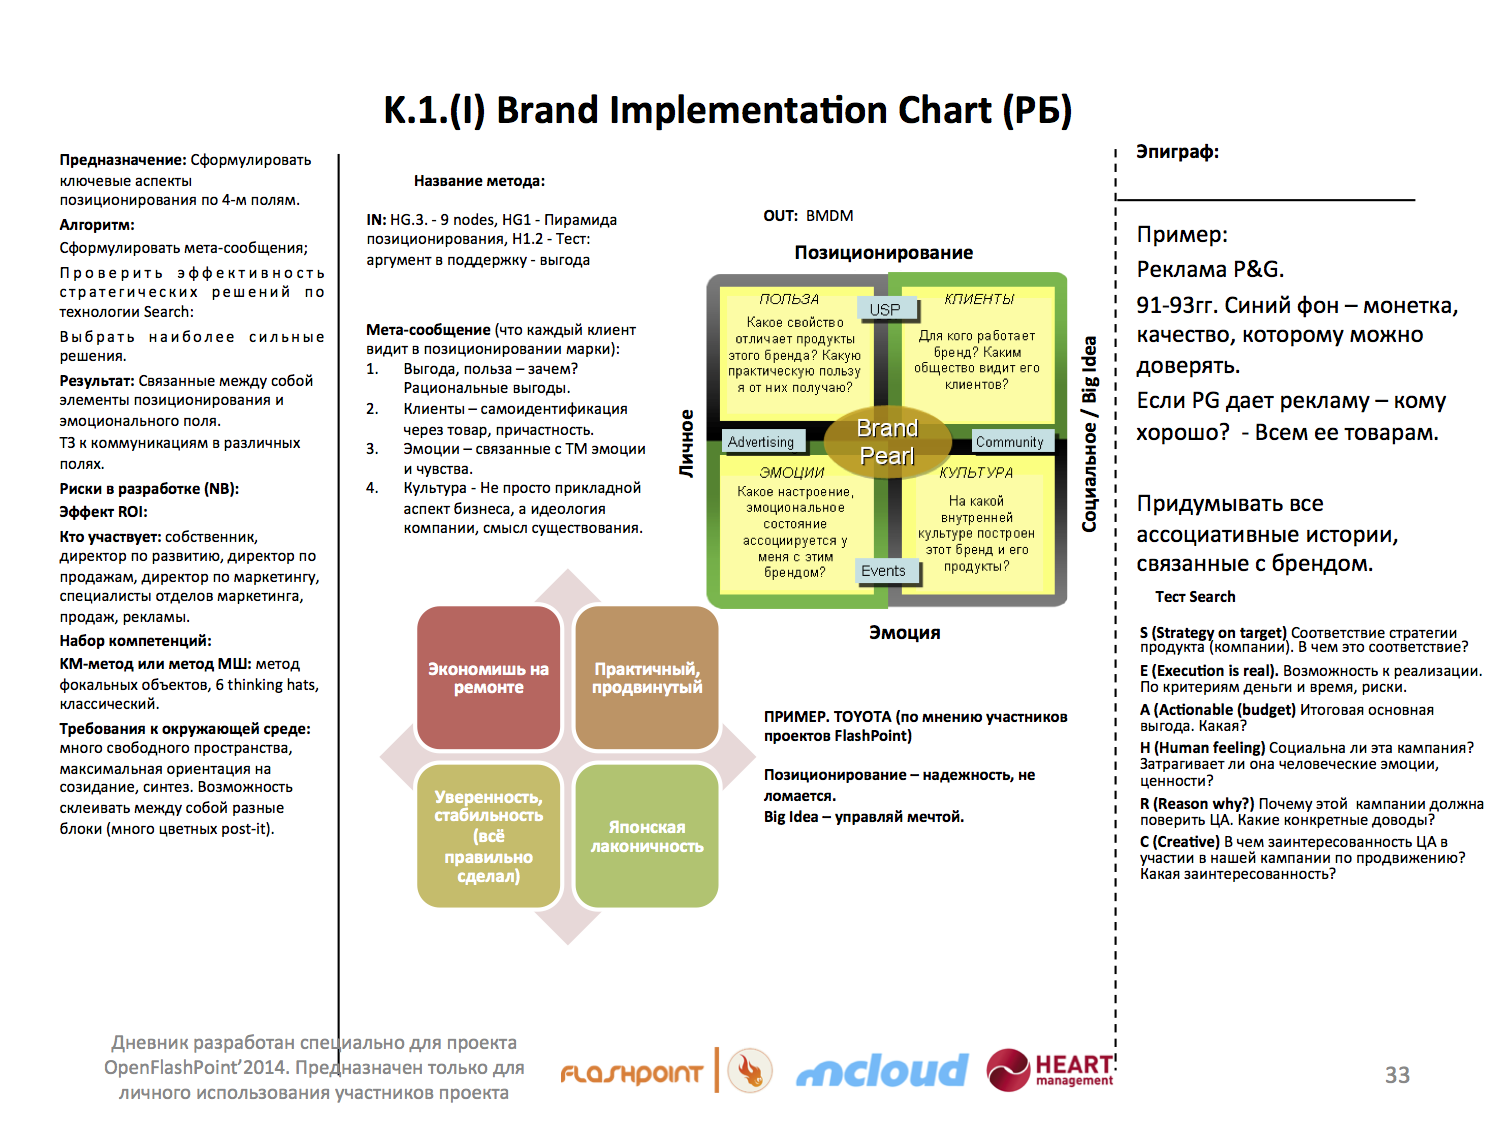 K.1.(I) Brand Implementation Chart (РБ)
Предназначение: Сформулировать
ключевые аспекты
позиционирования по 4-м полям.
Алгоритм:
Сформулировать мета-сообщения;
Проверить эффективность
стратегических решений по
технологии Search:
Выбрать наиболее сильные
решения.
Результат: Связанные между собой
элементы позиционирования и
эмоционального поля.
ТЗ к коммуникациям в различных
полях.
Риски в разработке (NB):
Эффект ROI:
Кто участвует: собственник,
директор по развитию, директор по
продажам, директор по маркетингу,
специалисты отделов маркетинга,
продаж, рекламы.
Набор компетенций:
КМ-метод или метод МШ: метод
фокальных объектов, 6 thinking hats,
классический.
Требования к окружающей среде:
много свободного пространства,
максимальная ориентация на
созидание, синтез. Возможность
склеивать между собой разные
блоки (много цветных post-it).
Название метода:
IN: HG.3. - 9 nodes, HG1 - Пирамида
позиционирования, H1.2 - Тест:
аргумент в поддержку - выгода
Мета-сообщение (что каждый клиент
видит в позиционировании марки):
1. Выгода, польза – зачем?
Рациональные выгоды.
2. Клиенты – самоидентификация
через товар, причастность.
3. Эмоции – связанные с ТМ эмоции
и чувства.
4. Культура - Не просто прикладной
аспект бизнеса, а идеология
компании, смысл существования.
OUT: BMDM
Позиционирование
Личное
Социальное / Big Idea
ПОЛЬЗА
Какое свойство
отличает продукты
этого бренда? Какую
практическую пользу
я от них получаю?
USP
КЛИЕНТЫ
Для кого работает
бренд? Каким
общество видит его
клиентов?
Advertising
Brand
Pearl
Community
ЭМОЦИИ
Какое настроение,
эмоциональное
состояние
ассоциируется у
меня с этим
брендом?
Events
КУЛЬТУРА
На какой
внутренней
культуре построен
этот бренд и его
продукты?
Эмоция
Экономишь на
ремонте
Практичный,
продвинутый
Уверенность,
стабильность
(всё
правильно
сделал)
Японская
лаконичность
ПРИМЕР. TOYOTA (по мнению участников
проектов FlashPoint)
Позиционирование – надежность, не
ломается.
Big Idea – управляй мечтой.
Эпиграф:
Пример:
Реклама P&G.
91-93гг. Синий фон – монетка,
качество, которому можно
доверять.
Если PG дает рекламу – кому
хорошо? - Всем ее товарам.
Придумывать все
ассоциативные истории,
связанные с брендом.
Тест Search
S (Strategy on target) Соответствие стратегии
продукта (компании). В чем это соответствие?
E (Execution is real). Возможность к реализации.
По критериям деньги и время, риски.
A (Actionable (budget) Итоговая основная
выгода. Какая?
H (Human feeling) Социальна ли эта кампания?
Затрагивает ли она человеческие эмоции,
ценности?
R (Reason why?) Почему этой кампании должна
поверить ЦА. Какие конкретные доводы?
C (Creative) В чем заинтересованность ЦА в
участии в нашей кампании по продвижению?
Какая заинтересованность?
Дневник разработан специально для проекта
OpenFlashPoint’2014. Предназначен только для
личного использования участников проекта
FLASHPOINT
mcloud
HEART
management
33